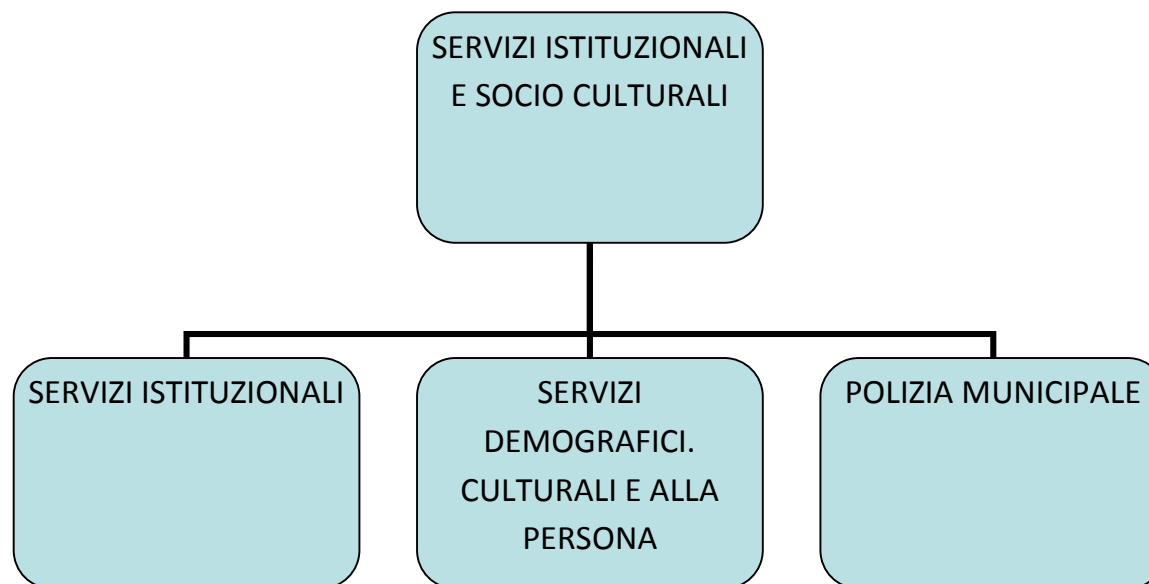 SERVIZI ISTITUZIONALI
E SOCIO CULTURALI
SERVIZI ISTITUZIONALI
SERVIZI
DEMOGRAFICI.
CULTURALI E ALLA
PERSONA
POLIZIA MUNICIPALE